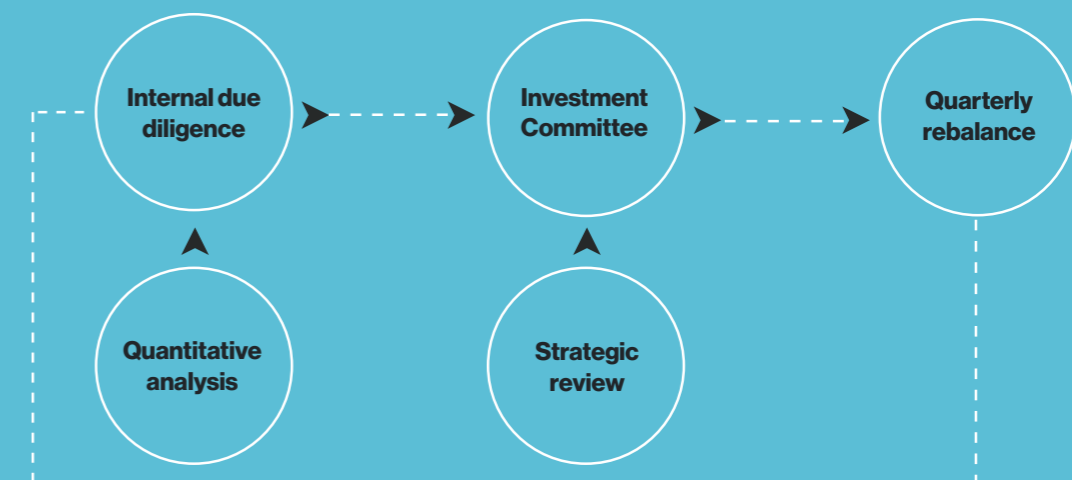 Internal due
diligence
Investment
Committee
Quarterly
rebalance
Quantitative
analysis
Strategic
review